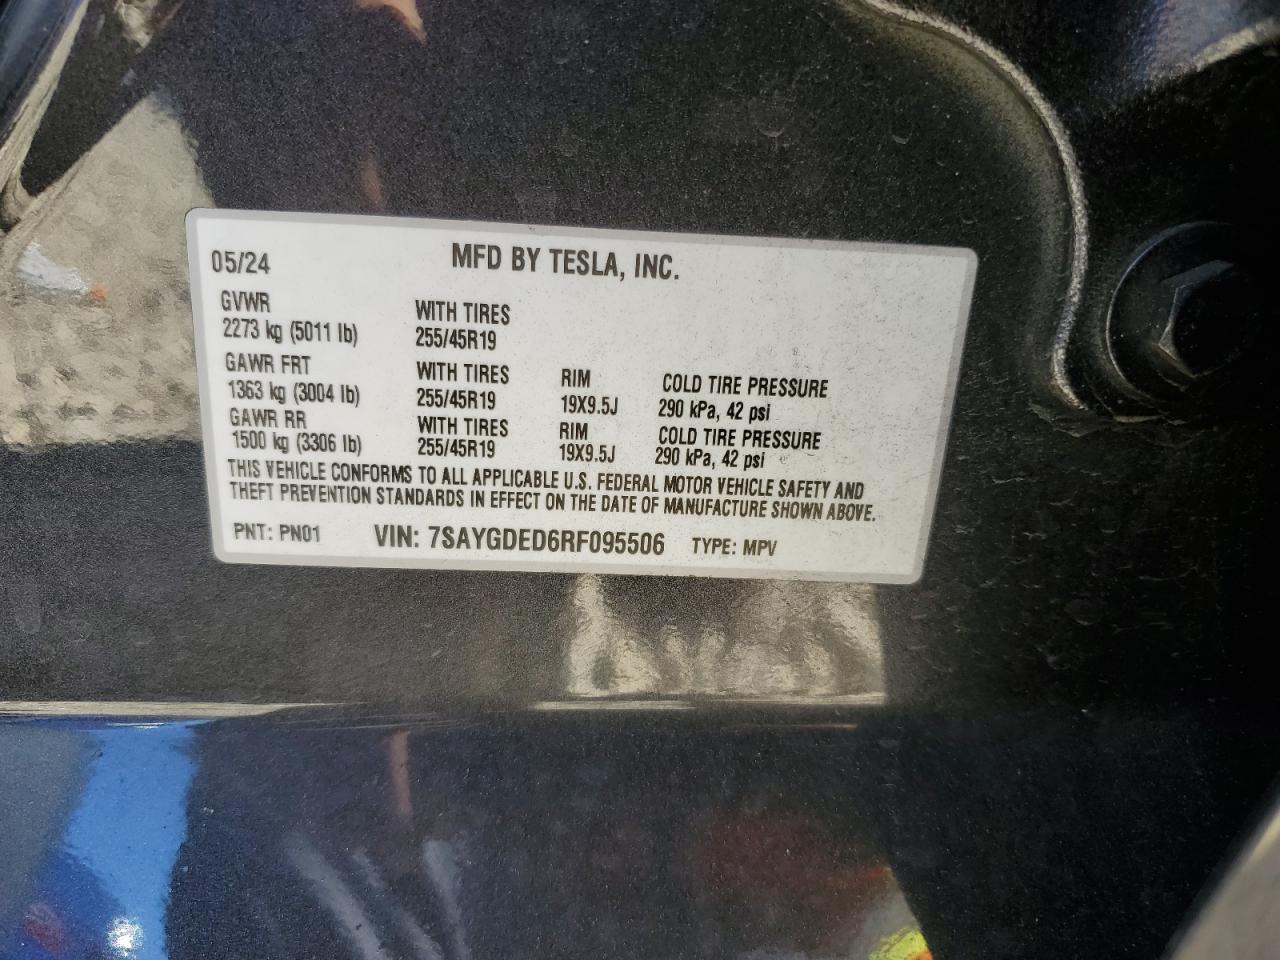 05/24 MFD BY TESLA, INC.
GVWR WITH TIRES
2273 kg (5011 lb) 255/45R19
GAWR FRT WITH TIRES RIM COLD TIRE PRESSURE
1363 kg (3004 lb) 255/45R19 19X9.5J 290 kPa, 42 psi
GAWR RR WITH TIRES RIM COLD TIRE PRESSURE
1500 kg (3306 lb) 255/45R19 19X9.5J 290 kPa, 42 psi
THIS VEHICLE CONFORMS TO ALL APPLICABLE U.S. FEDERAL MOTOR VEHICLE SAFETY AND
THEFT PREVENTION STANDARDS IN EFFECT ON THE DATE OF MANUFACTURE SHOWN ABOVE.
PNT: PN01 VIN: 7SAYGDED6RF095506 TYPE: MPV